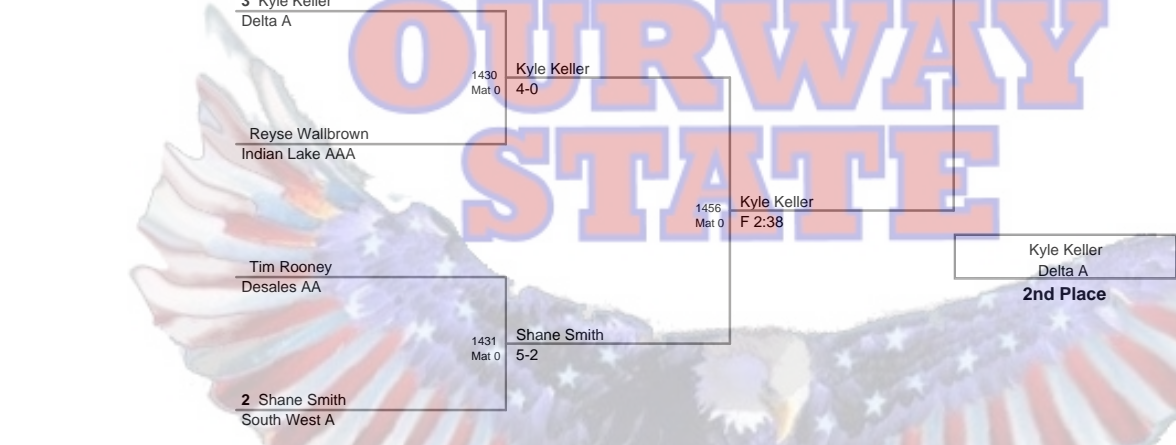 3 Kyle Keller
Delta A
OURWAY
STATE
1430
Mat 0
Kyle Keller
4-0
Reyse Wallbrown
Indian Lake AAA
1456
Mat 0
Kyle Keller
F 2:38
Kyle Keller
Delta A
2nd Place
Tim Rooney
Desales AA
1431
Mat 0
Shane Smith
5-2
2 Shane Smith
South West A